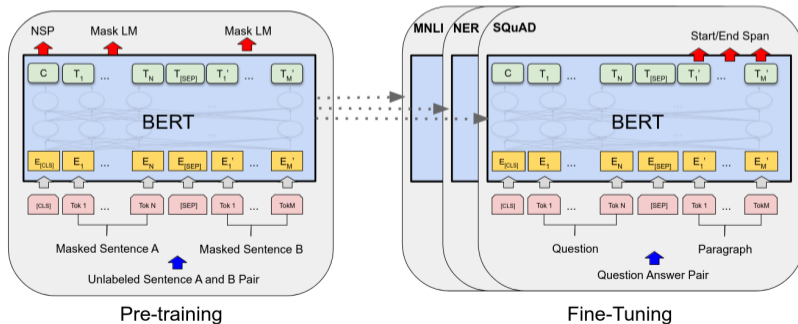 NSP Mask LM Mask LM
C T1 ... TN T[SEP] T1' ... TM'
BERT
E[CLS] E1 ... EN E[SEP] E1' ... EM'
[CLS] Tok 1 ... Tok N [SEP] Tok 1 ... TokM
Masked Sentence A Masked Sentence B
Unlabeled Sentence A and B Pair
Pre-training
MNLI NER SQuAD
Start/End Span
C T1 ... TN T[SEP] T1' ... TM'
BERT
E[CLS] E1 ... EN E[SEP] E1' ... EM'
[CLS] Tok 1 ... Tok N [SEP] Tok 1 ... TokM
Question Paragraph
Question Answer Pair
Fine-Tuning